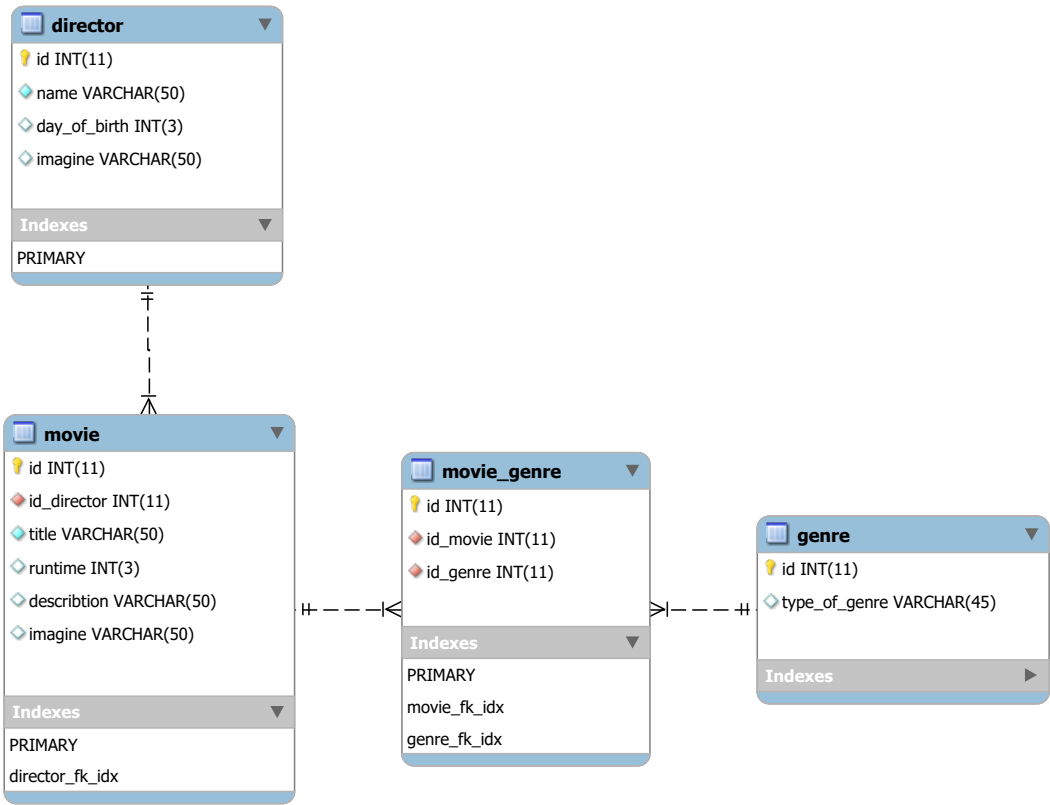 director
id INT(11)
name VARCHAR(50)
day_of_birth INT(3)
imagine VARCHAR(50)
Indexes
PRIMARY
movie
id INT(11)
id_director INT(11)
title VARCHAR(50)
runtime INT(3)
describtion VARCHAR(50)
imagine VARCHAR(50)
Indexes
PRIMARY
director_fk_idx
movie_genre
id INT(11)
id_movie INT(11)
id_genre INT(11)
Indexes
PRIMARY
movie_fk_idx
genre_fk_idx
genre
id INT(11)
type_of_genre VARCHAR(45)
Indexes